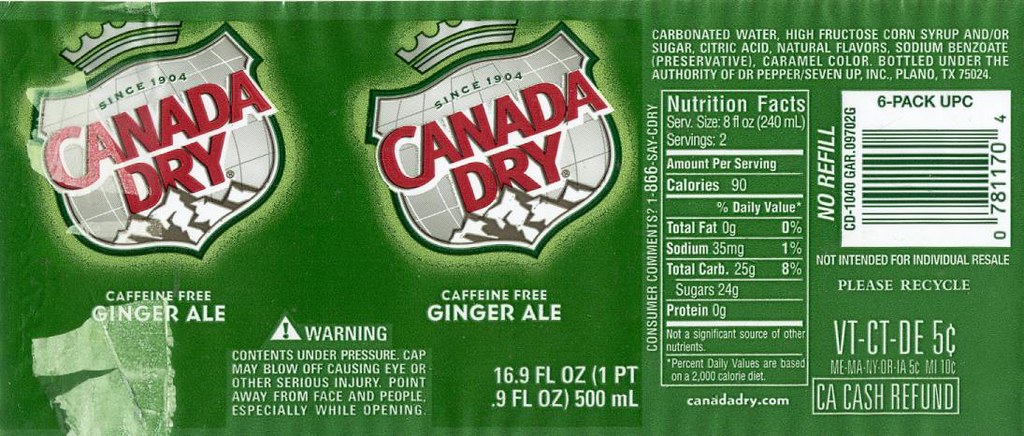 SINCE 1904
CANADA
DRY®
CAFFEINE FREE
GINGER ALE
WARNING
CONTENTS UNDER PRESSURE. CAP
MAY BLOW OFF CAUSING EYE OR
OTHER SERIOUS INJURY. POINT
AWAY FROM FACE AND PEOPLE,
ESPECIALLY WHILE OPENING.
SINCE 1904
CANADA
DRY®
CAFFEINE FREE
GINGER ALE
16.9 FL OZ (1 PT
.9 FL OZ) 500 mL
CARBONATED WATER, HIGH FRUCTOSE CORN SYRUP AND/OR
SUGAR, CITRIC ACID, NATURAL FLAVORS, SODIUM BENZOATE
(PRESERVATIVE), CARAMEL COLOR. BOTTLED UNDER THE
AUTHORITY OF DR PEPPER/SEVEN UP, INC., PLANO, TX 75024.
CONSUMER COMMENTS? 1-866-SAY-CDRY
Nutrition Facts
Serv. Size: 8 fl oz (240 mL)
Servings: 2
Amount Per Serving
Calories 90
% Daily Value*
Total Fat 0g 0%
Sodium 35mg 1%
Total Carb. 25g 8%
Sugars 24g
Protein 0g
Not a significant source of other
nutrients.
*Percent Daily Values are based
on a 2,000 calorie diet.
canadadry.com
NO REFILL
6-PACK UPC
CD-1040 GAR.09702G
0 7811170 4
NOT INTENDED FOR INDIVIDUAL RESALE
PLEASE RECYCLE
VT-CT-DE 5¢
ME-MA-NY-OR-IA 5¢ MI 10¢
CA CASH REFUND